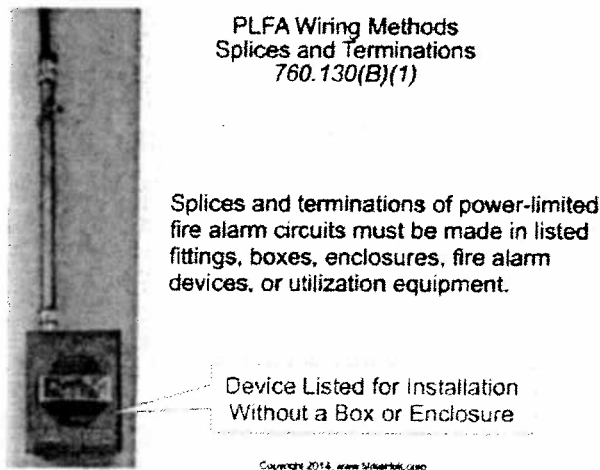 PLFA Wiring Methods
Splices and Terminations
760.130(B)(1)
Splices and terminations of power-limited
fire alarm circuits must be made in listed
fittings, boxes, enclosures, fire alarm
devices, or utilization equipment.
Device Listed for Installation
Without a Box or Enclosure
Copyright 2014, www.